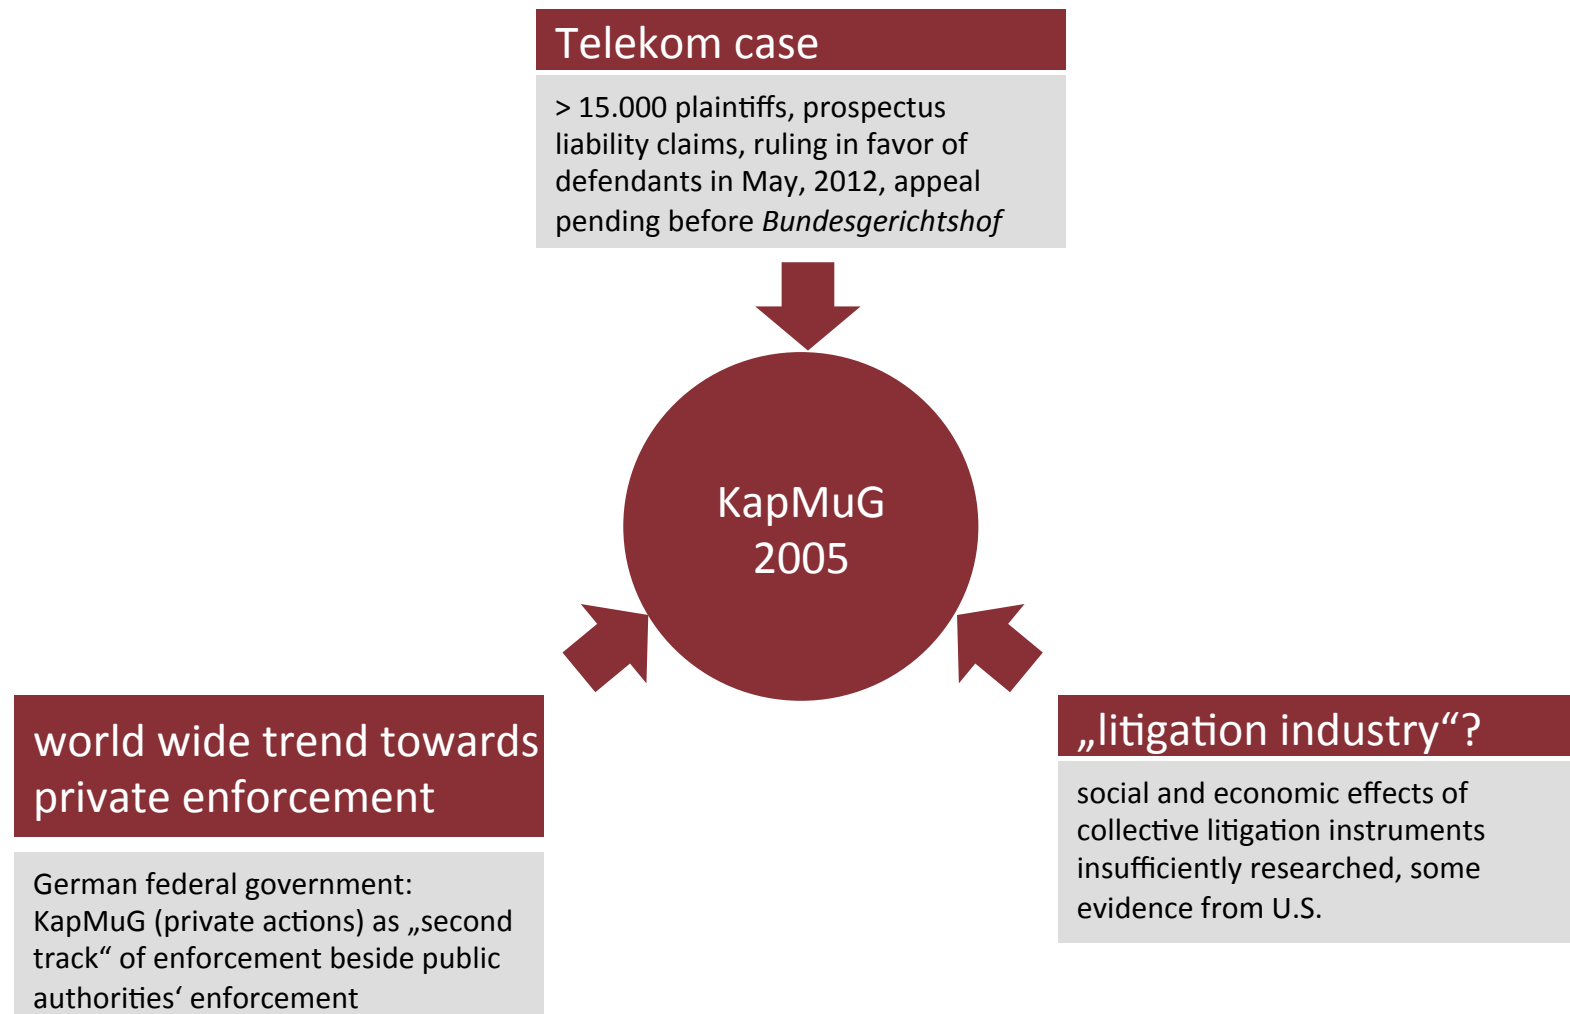 Telekom case
> 15.000 plaintiffs, prospectus
liability claims, ruling in favor of
defendants in May, 2012, appeal
pending before Bundesgerichtshof
KapMuG
2005
world wide trend towards
private enforcement
German federal government:
KapMuG (private actions) as „second
track“ of enforcement beside public
authorities‘ enforcement
„litigation industry“?
social and economic effects of
collective litigation instruments
insufficiently researched, some
evidence from U.S.